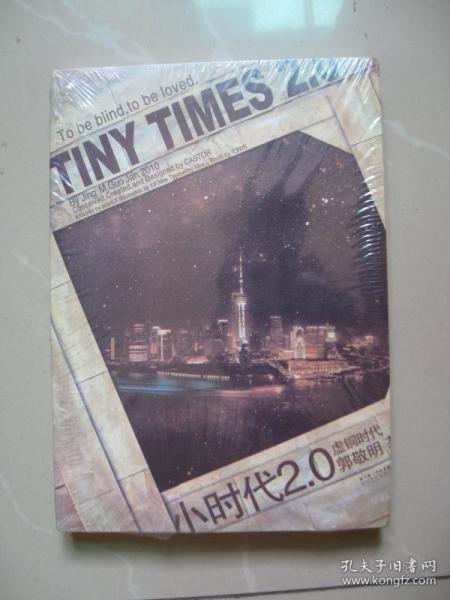 To be blind, to be loved.
TINY TIMES 2.0
By Jing M.Guo Jan.2010
Concerted,Created,and Designed by CASTOR
小时代2.0
虚铜时代
郭敬明
孔夫子旧书网
www.kongfz.com